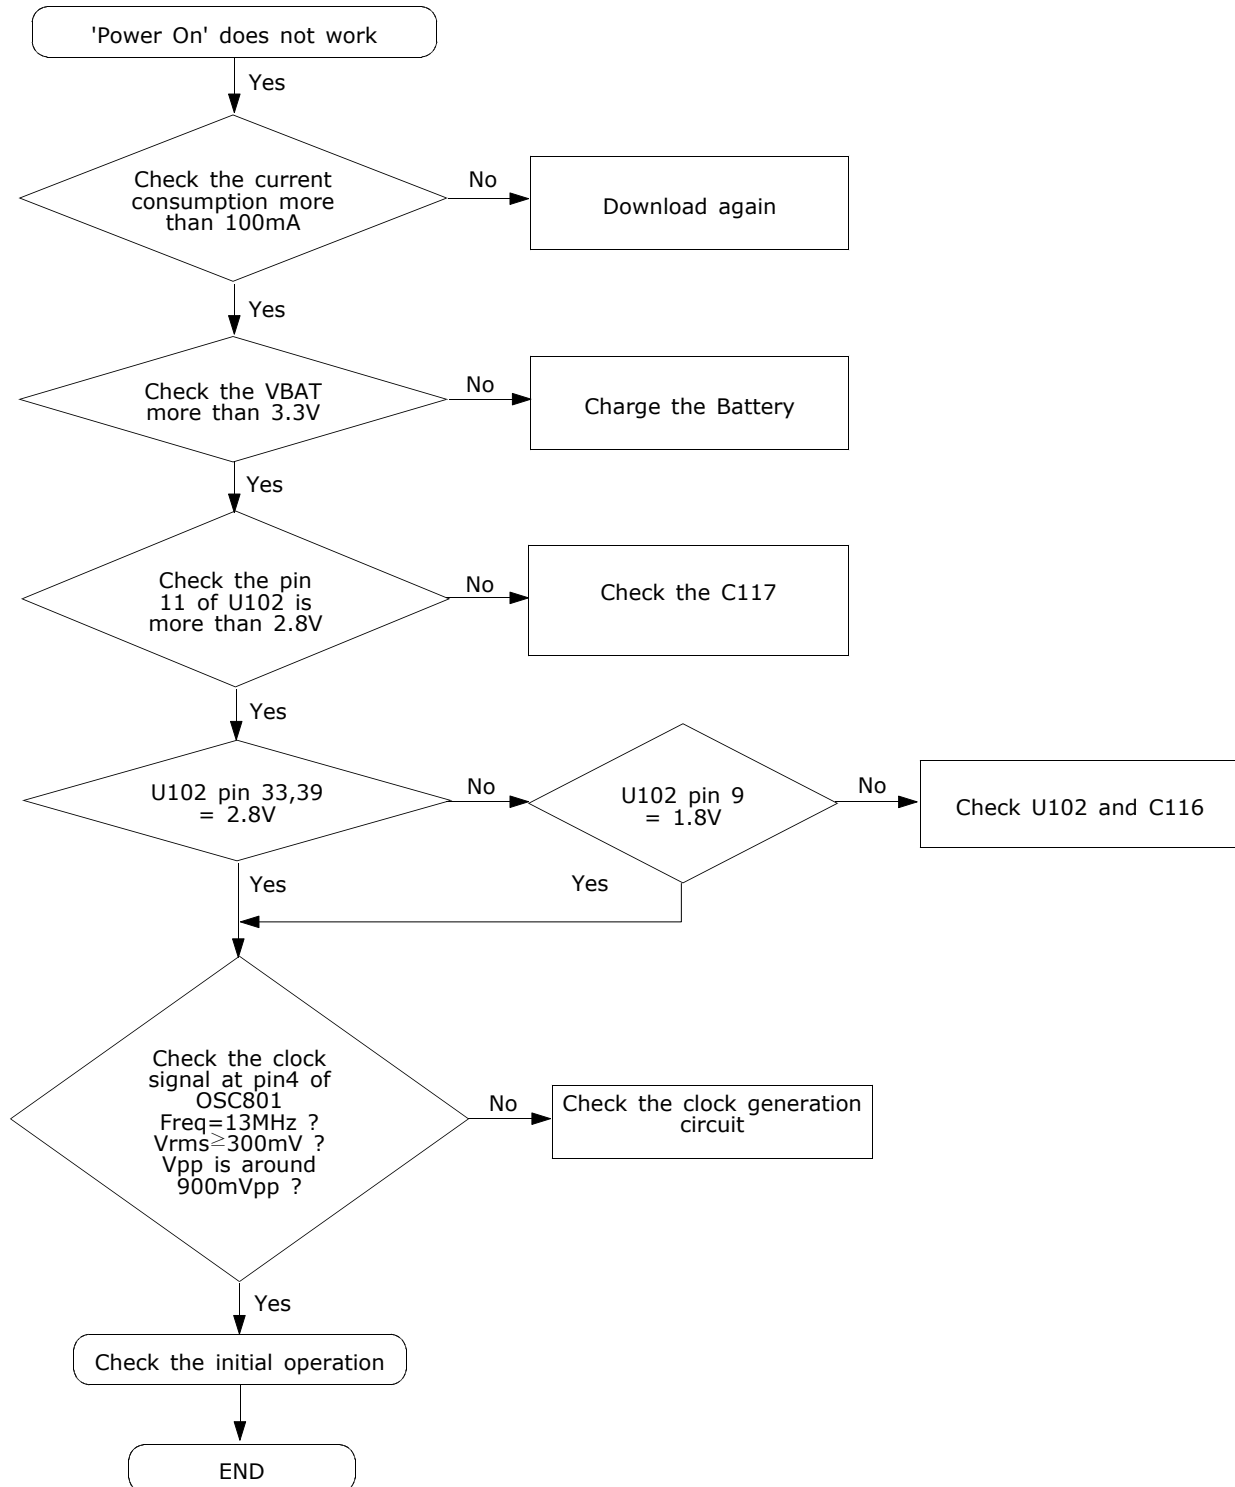 'Power On' does not work
Yes
Check the current
consumption more
than 100mA
No
Download again
Yes
Check the VBAT
more than 3.3V
No
Charge the Battery
Yes
Check the pin
11 of U102 is
more than 2.8V
No
Check the C117
Yes
U102 pin 33,39
= 2.8V
No
U102 pin 9
= 1.8V
No
Check U102 and C116
Yes
Yes
Check the clock
signal at pin4 of
OSC801
Freq=13MHz ?
Vrms≥300mV ?
Vpp is around
900mVpp ?
No
Check the clock generation
circuit
Yes
Check the initial operation
END